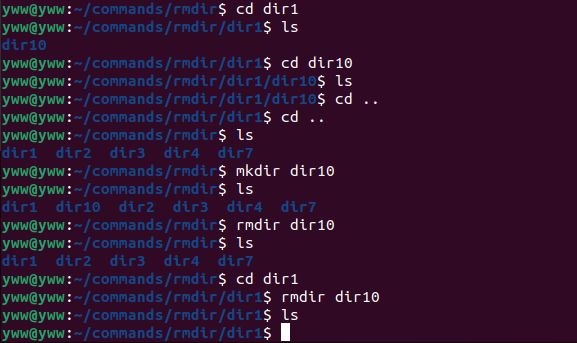 yww@yww:~/commands/rmdir$ cd dir1
yww@yww:~/commands/rmdir/dir1$ ls
dir10
yww@yww:~/commands/rmdir/dir1$ cd dir10
yww@yww:~/commands/rmdir/dir1/dir10$ ls
yww@yww:~/commands/rmdir/dir1/dir10$ cd ..
yww@yww:~/commands/rmdir/dir1$ cd ..
yww@yww:~/commands/rmdir$ ls
dir1  dir2  dir3  dir4  dir7
yww@yww:~/commands/rmdir$ mkdir dir10
yww@yww:~/commands/rmdir$ ls
dir1  dir10  dir2  dir3  dir4  dir7
yww@yww:~/commands/rmdir$ rmdir dir10
yww@yww:~/commands/rmdir$ ls
dir1  dir2  dir3  dir4  dir7
yww@yww:~/commands/rmdir$ cd dir1
yww@yww:~/commands/rmdir/dir1$ rmdir dir10
yww@yww:~/commands/rmdir/dir1$ ls
yww@yww:~/commands/rmdir/dir1$